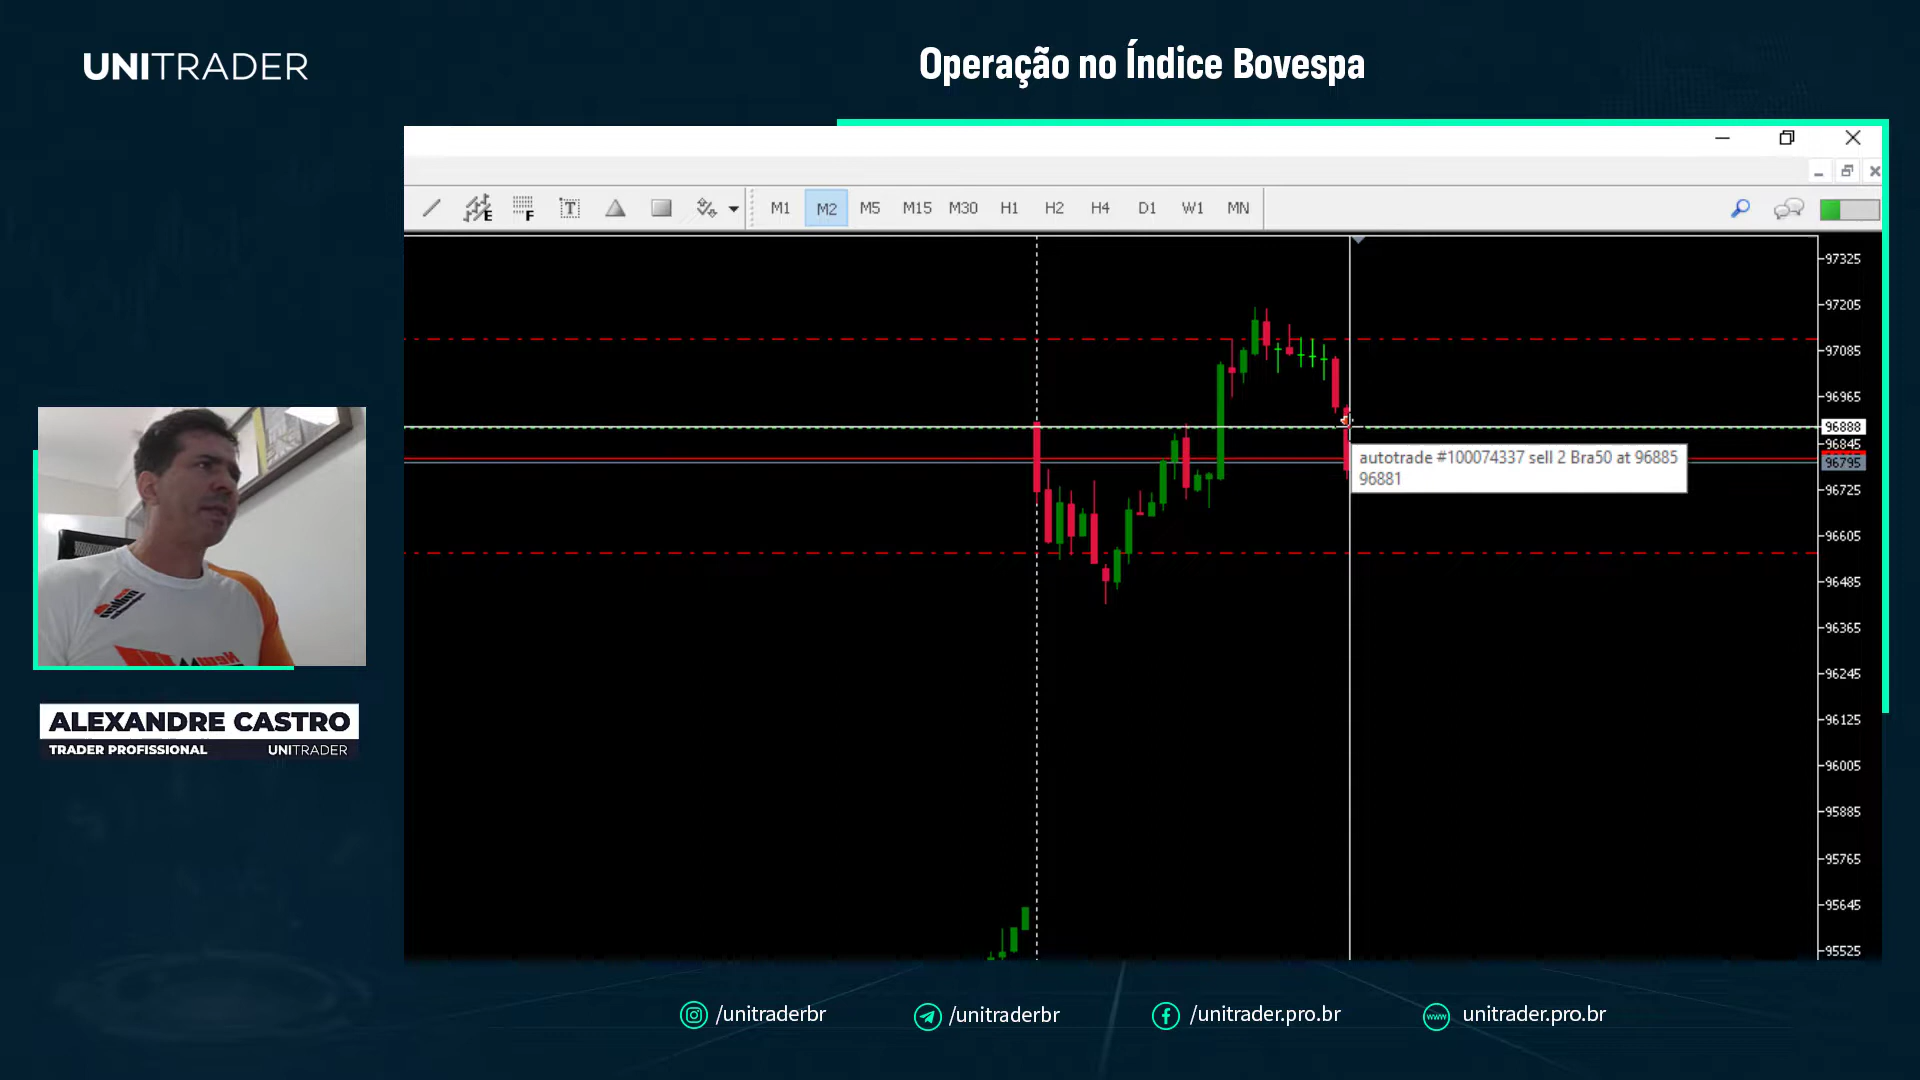 UNITRADER
Operação no Índice Bovespa
E
F
T
M1 M2 M5 M15 M30 H1 H2 H4 D1 W1 MN
97325
97205
97085
96965
96888
96845
96795
autotrade #100074337 sell 2 Bra50 at 96885
96881
96725
96605
96485
96365
96245
96125
96005
95885
95765
95645
95525
ALEXANDRE CASTRO
TRADER PROFISSIONAL UNITRADER
/unitraderbr
/unitraderbr
/unitrader.pro.br
www
unitrader.pro.br